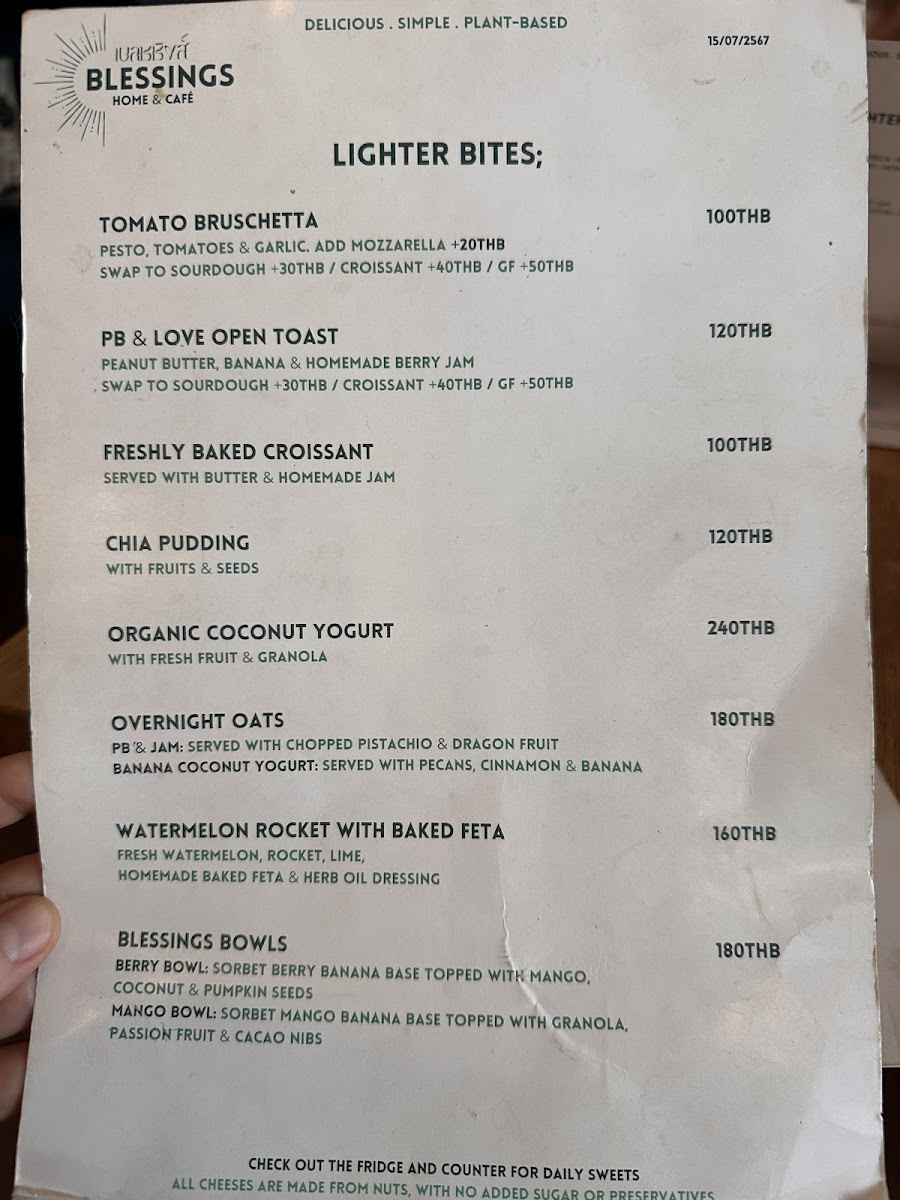 DELICIOUS . SIMPLE . PLANT-BASED
15/07/2567
เบลสซิงส์
BLESSINGS
HOME & CAFÉ
LIGHTER BITES;
TOMATO BRUSCHETTA 100THB
PESTO, TOMATOES & GARLIC. ADD MOZZARELLA +20THB
SWAP TO SOURDOUGH +30THB / CROISSANT +40THB / GF +50THB
PB & LOVE OPEN TOAST 120THB
PEANUT BUTTER, BANANA & HOMEMADE BERRY JAM
SWAP TO SOURDOUGH +30THB / CROISSANT +40THB / GF +50THB
FRESHLY BAKED CROISSANT 100THB
SERVED WITH BUTTER & HOMEMADE JAM
CHIA PUDDING 120THB
WITH FRUITS & SEEDS
ORGANIC COCONUT YOGURT 240THB
WITH FRESH FRUIT & GRANOLA
OVERNIGHT OATS 180THB
PB & JAM: SERVED WITH CHOPPED PISTACHIO & DRAGON FRUIT
BANANA COCONUT YOGURT: SERVED WITH PECANS, CINNAMON & BANANA
WATERMELON ROCKET WITH BAKED FETA 160THB
FRESH WATERMELON, ROCKET, LIME,
HOMEMADE BAKED FETA & HERB OIL DRESSING
BLESSINGS BOWLS 180THB
BERRY BOWL: SORBET BERRY BANANA BASE TOPPED WITH MANGO,
COCONUT & PUMPKIN SEEDS
MANGO BOWL: SORBET MANGO BANANA BASE TOPPED WITH GRANOLA,
PASSION FRUIT & CACAO NIBS
CHECK OUT THE FRIDGE AND COUNTER FOR DAILY SWEETS
ALL CHEESES ARE MADE FROM NUTS, WITH NO ADDED SUGAR OR PRESERVATIVES